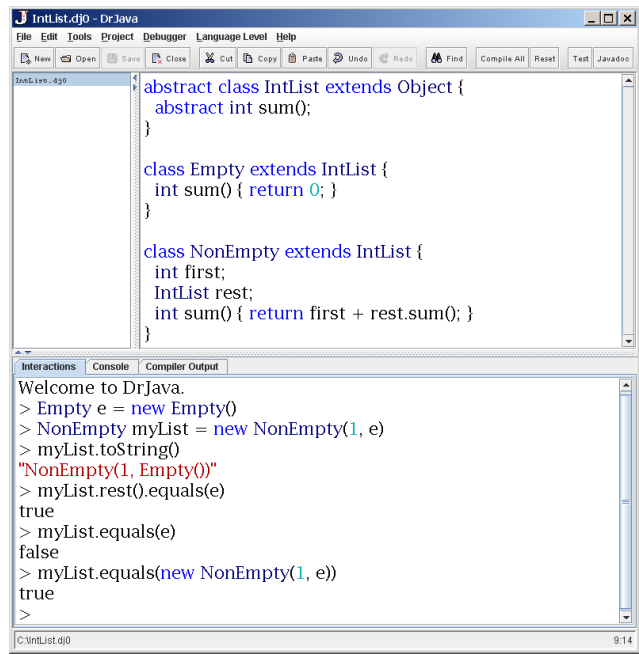 IntList.dj0 - DrJava
File Edit Tools Project Debugger Language Level Help
New Open Save Close Cut Copy Paste Undo Redo Find Compile All Reset Test Javadoc
IntList.dj0
abstract class IntList extends Object {
abstract int sum();
}
class Empty extends IntList {
int sum() { return 0; }
}
class NonEmpty extends IntList {
int first;
IntList rest;
int sum() { return first + rest.sum(); }
}
Interactions Console Compiler Output
Welcome to DrJava.
> Empty e = new Empty()
> NonEmpty myList = new NonEmpty(1, e)
> myList.toString()
"NonEmpty(1, Empty())"
> myList.rest().equals(e)
true
> myList.equals(e)
false
> myList.equals(new NonEmpty(1, e))
true
>
C:\IntList.dj0 9:14